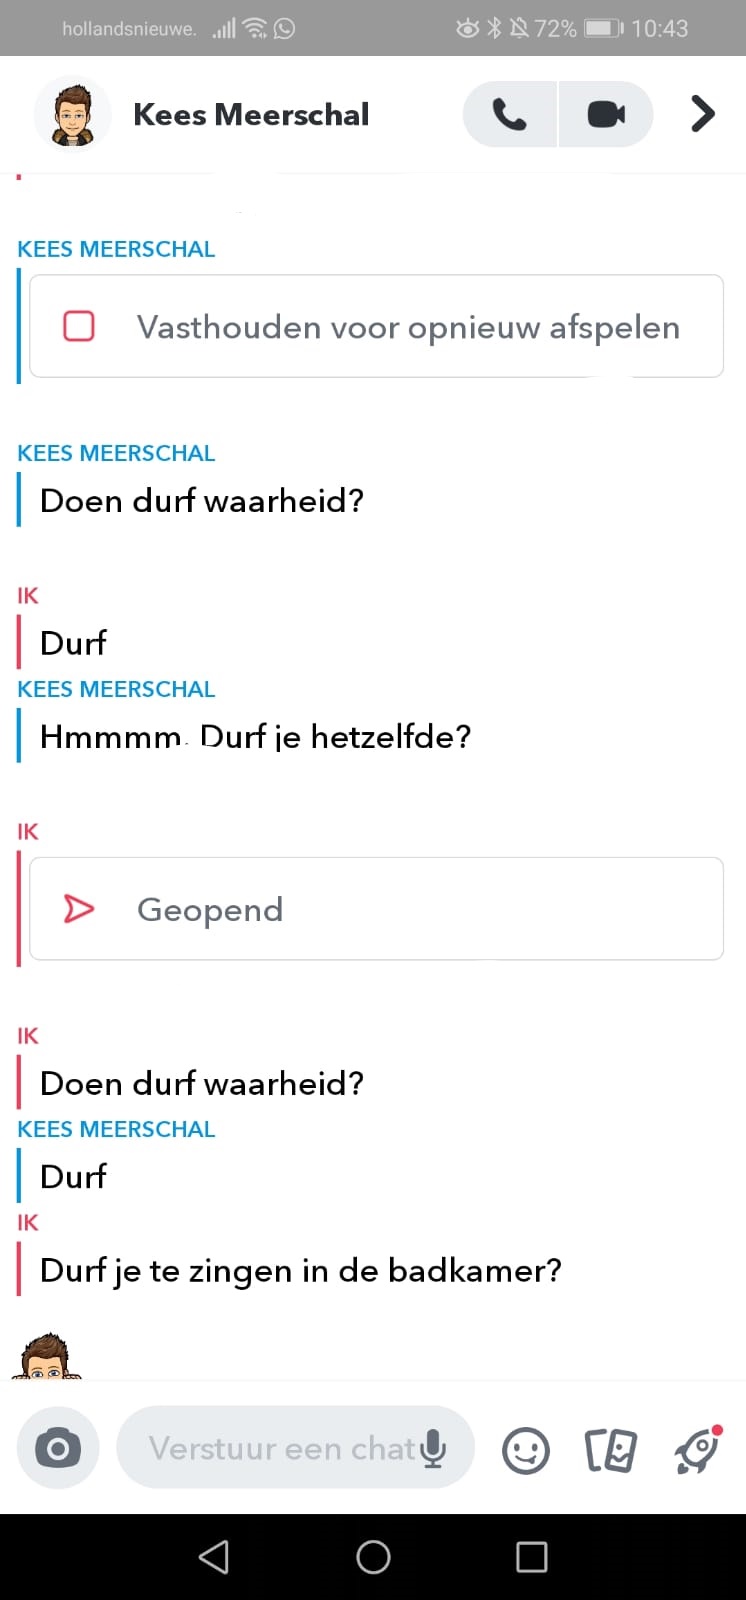 hollandsnieuwe. 72% 10:43
Kees Meerschal
KEES MEERSCHAL
Vasthouden voor opnieuw afspelen
KEES MEERSCHAL
Doen durf waarheid?
IK
Durf
KEES MEERSCHAL
Hmmmm. Durf je hetzelfde?
IK
Geopend
IK
Doen durf waarheid?
KEES MEERSCHAL
Durf
IK
Durf je te zingen in de badkamer?
Verstuur een chat